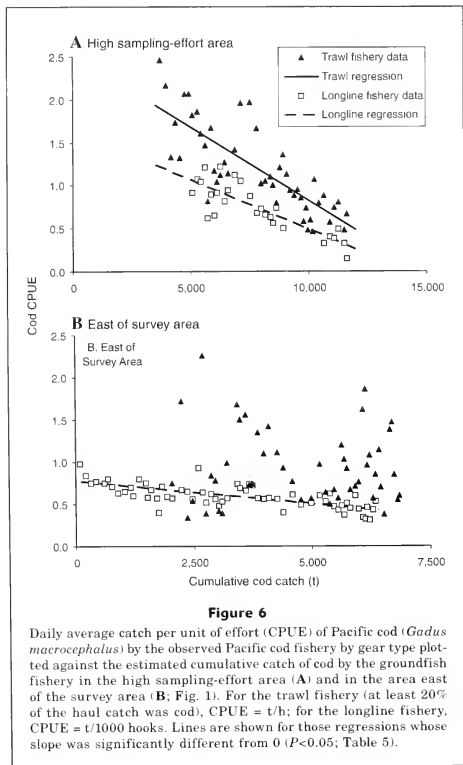 A High sampling-effort area
2.5
2.0
1.5
1.0
0.5
0.0
▲ Trawl fishery data
Trawl regression
□ Longline fishery data
Longline regression
0
5,000
10.000
15.000
Cod CPUE
B East of survey area
B. East of
Survey Area
2.5
2.0
1.5
1.0
0.5
0.0
0
2,500
5,000
7,500
Cumulative cod catch (t)
Figure 6
Daily average catch per unit of effort (CPUE) of Pacific cod (Gadus
macrocephalus) by the observed Pacific cod fishery by gear type plot-
ted against the estimated cumulative catch of cod by the groundfish
fishery in the high sampling-effort area (A) and in the area east
of the survey area (B; Fig. 1). For the trawl fishery (at least 20%
of the haul catch was cod), CPUE = t/h; for the longline fishery,
CPUE = t/1000 hooks. Lines are shown for those regressions whose
slope was significantly different from 0 (P<0.05; Table 5).